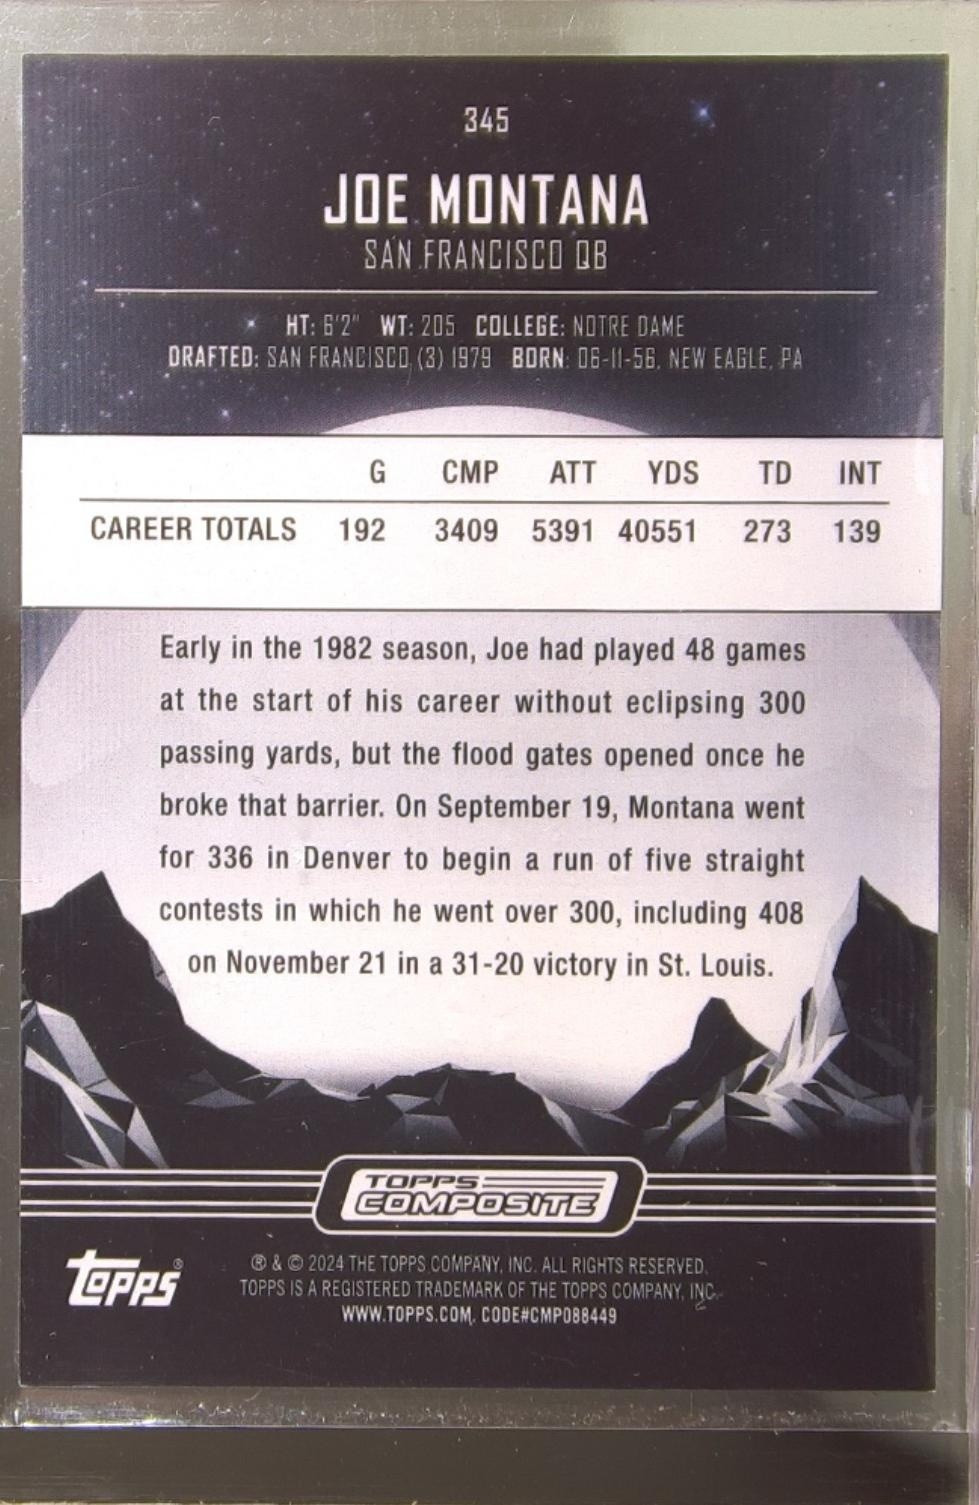 345
JOE MONTANA
SAN FRANCISCO QB
HT: 6'2" WT: 205 COLLEGE: NOTRE DAME
DRAFTED: SAN FRANCISCO (3) 1979 BORN: 06-11-56, NEW EAGLE, PA
G CMP ATT YDS TD INT
CAREER TOTALS 192 3409 5391 40551 273 139
Early in the 1982 season, Joe had played 48 games
at the start of his career without eclipsing 300
passing yards, but the flood gates opened once he
broke that barrier. On September 19, Montana went
for 336 in Denver to begin a run of five straight
contests in which he went over 300, including 408
on November 21 in a 31-20 victory in St. Louis.
TOPPS
COMPOSITE
topps®
® & © 2024 THE TOPPS COMPANY, INC. ALL RIGHTS RESERVED.
TOPPS IS A REGISTERED TRADEMARK OF THE TOPPS COMPANY, INC.
WWW.TOPPS.COM. CODE#CMP088449